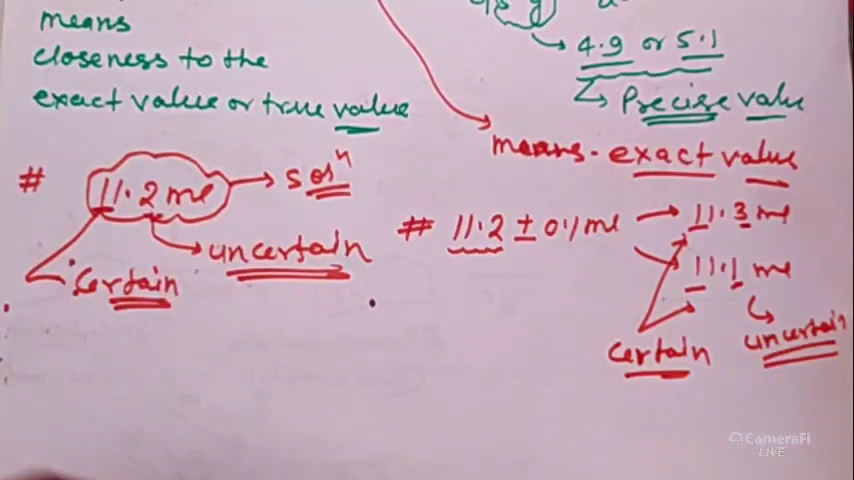 means
closeness to the
exact value or true value
4.9 or 5.1
Precise value
means - exact value
# 11.2 ml → solⁿ
uncertain
certain
# 11.2 ± 0.1 ml → 11.3 ml
11.1 ml
certain
uncertain
CameraFi
LIVE